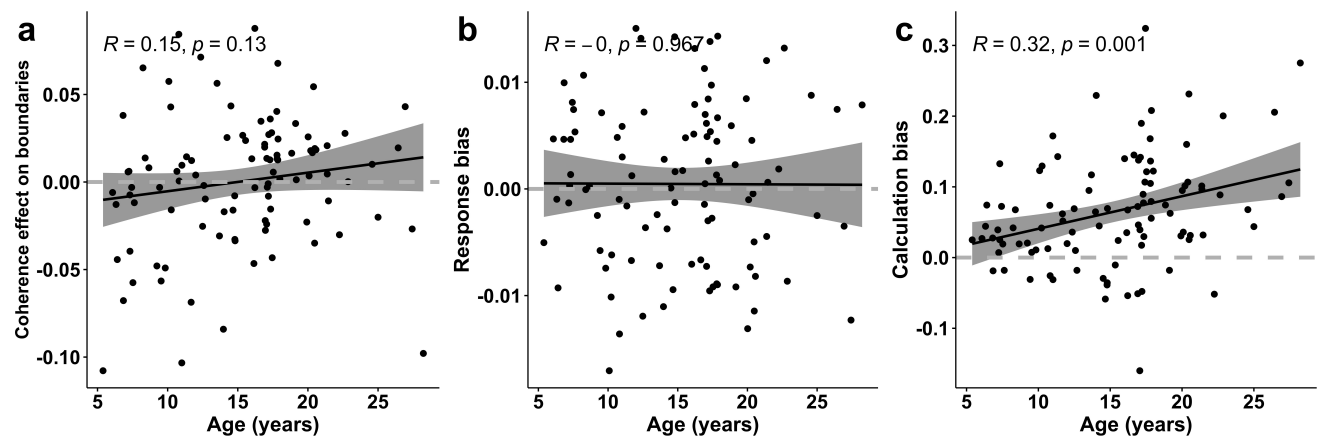 a
R = 0.15, p = 0.13
Coherence effect on boundaries
0.05
0.00
-0.05
-0.10
5 10 15 20 25
Age (years)
b
R = −0, p = 0.967
Response bias
0.01
0.00
-0.01
5 10 15 20 25
Age (years)
c
R = 0.32, p = 0.001
Calculation bias
0.3
0.2
0.1
0.0
-0.1
5 10 15 20 25
Age (years)